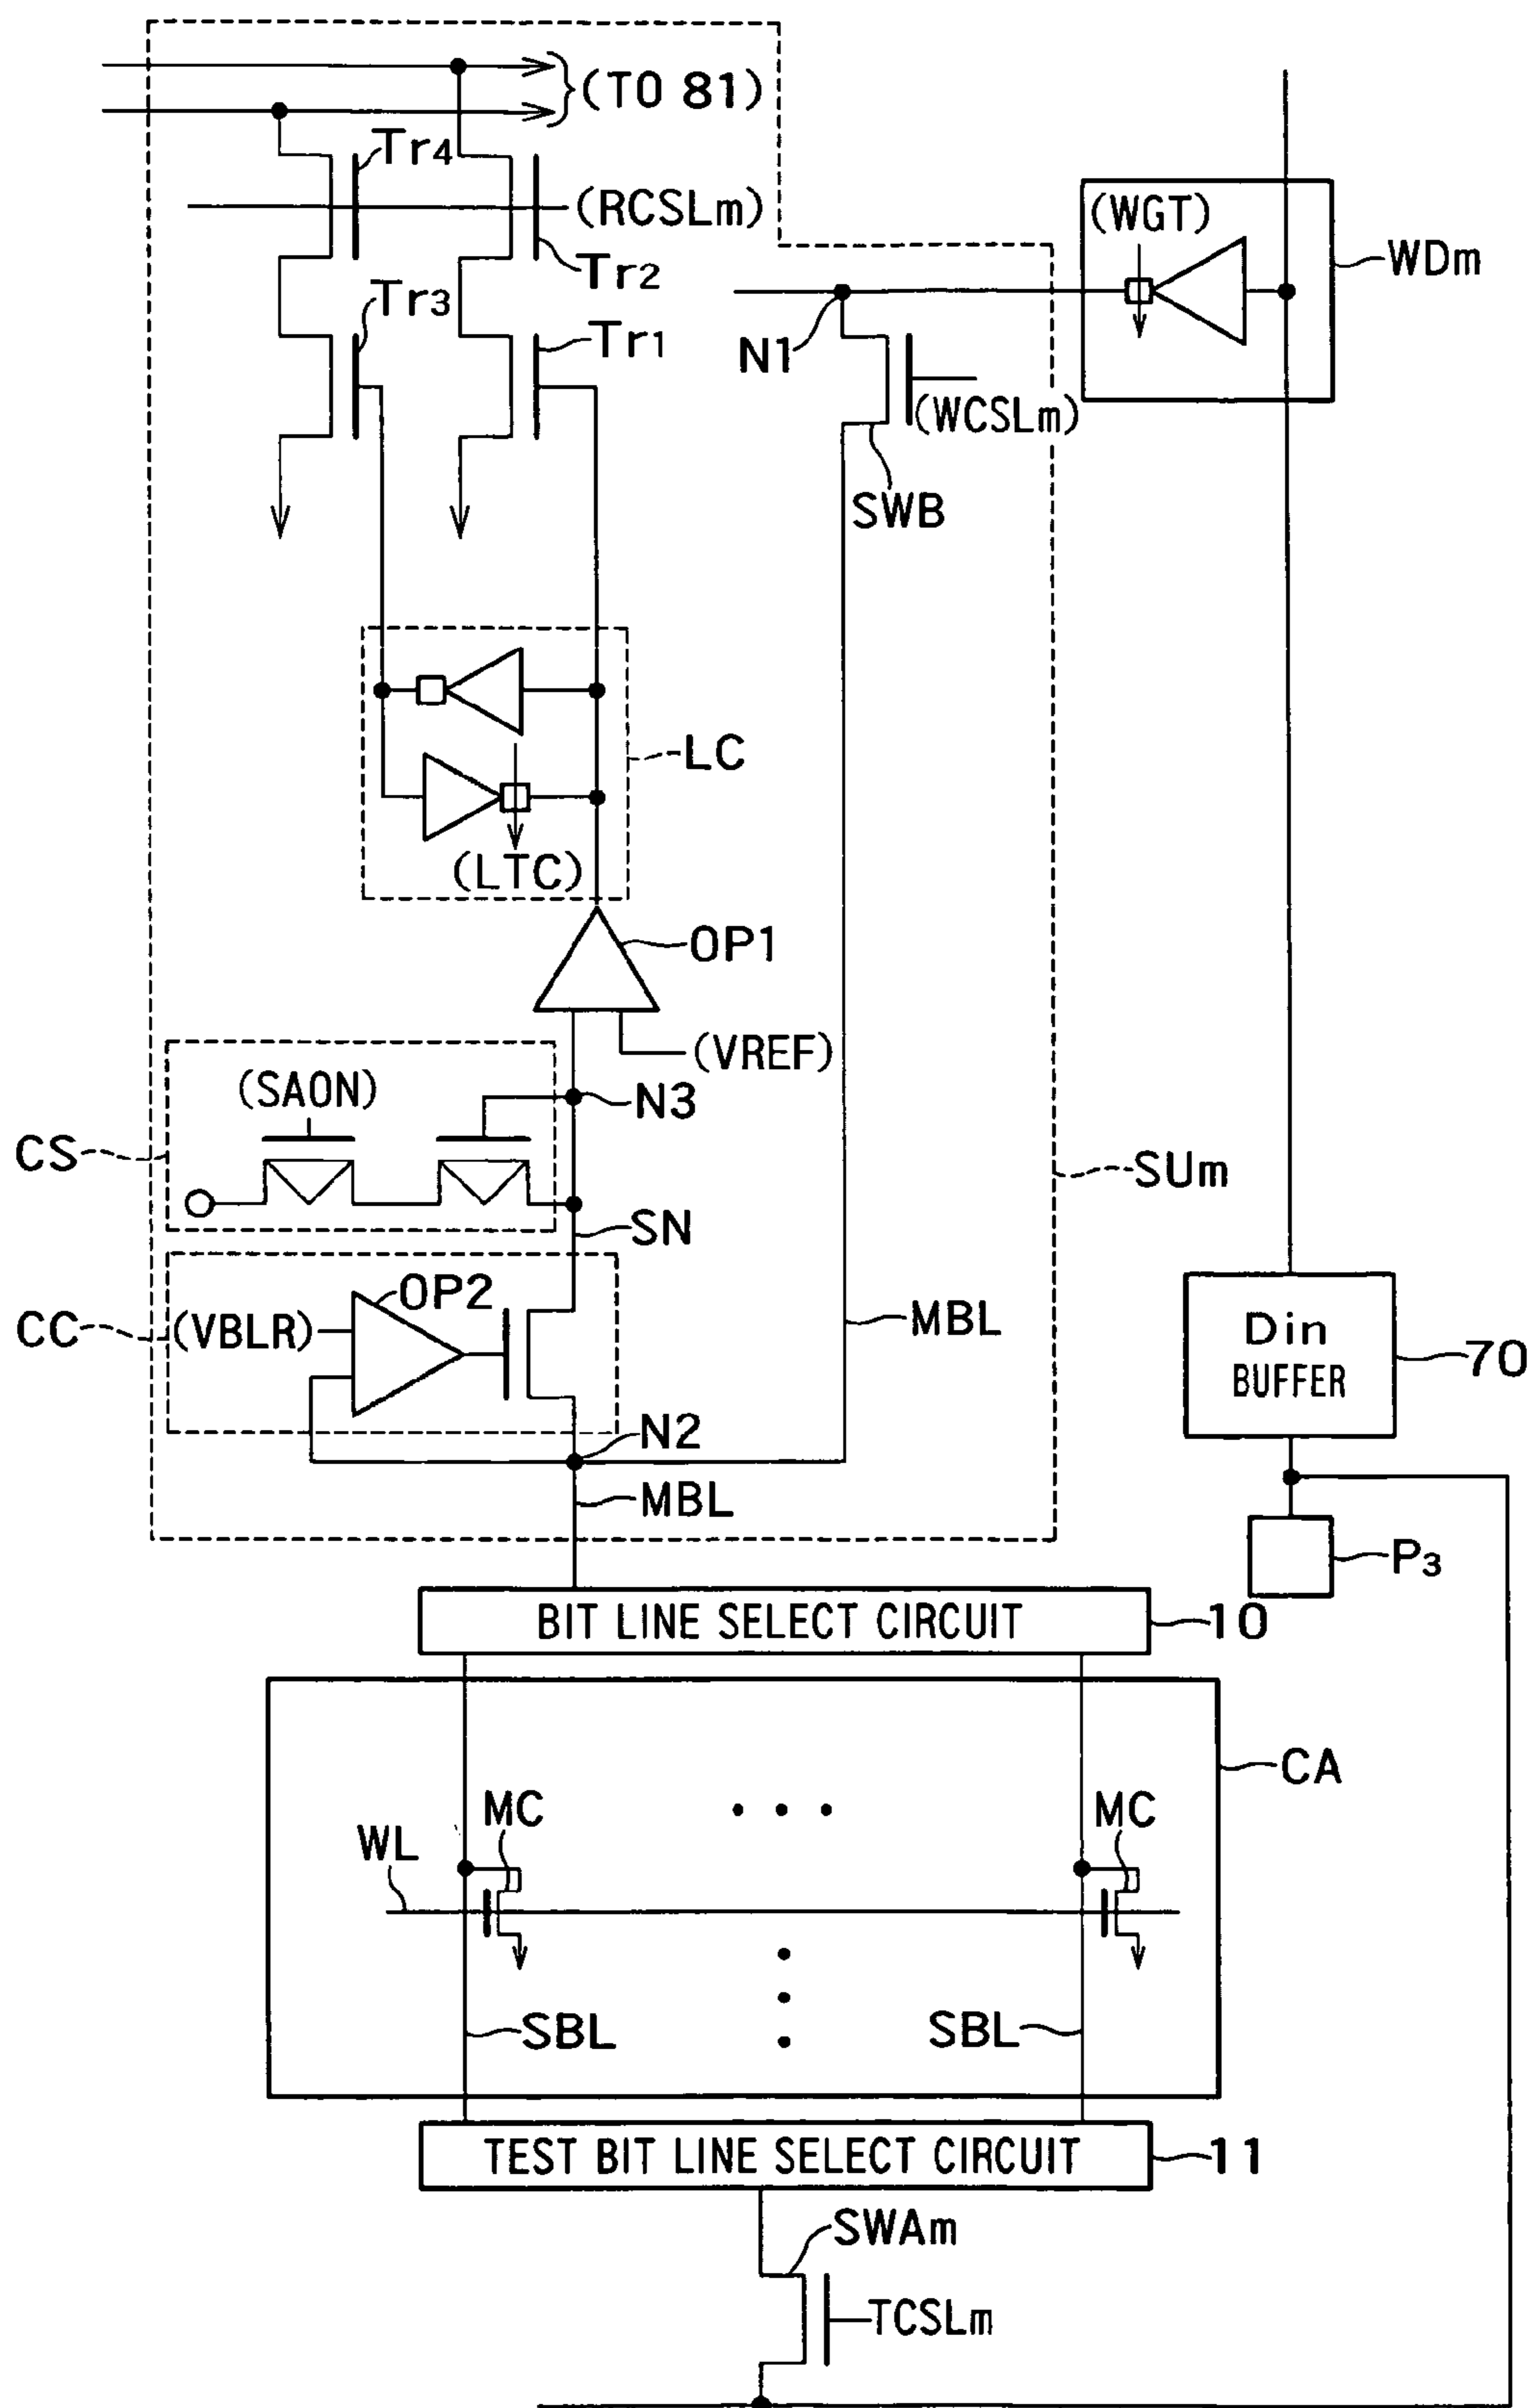 (TO 81)
Tr4
(RCSLm)
(WGT)
WDm
Tr2
Tr3
Tr1
N1
(WCSLm)
SWB
LC
(LTC)
OP1
(VREF)
(SAON)
N3
CS
SUm
SN
OP2
CC
(VBLR)
MBL
Din
BUFFER
70
N2
MBL
P3
BIT LINE SELECT CIRCUIT
10
CA
MC
MC
WL
SBL
SBL
TEST BIT LINE SELECT CIRCUIT
11
SWAm
TCSLm